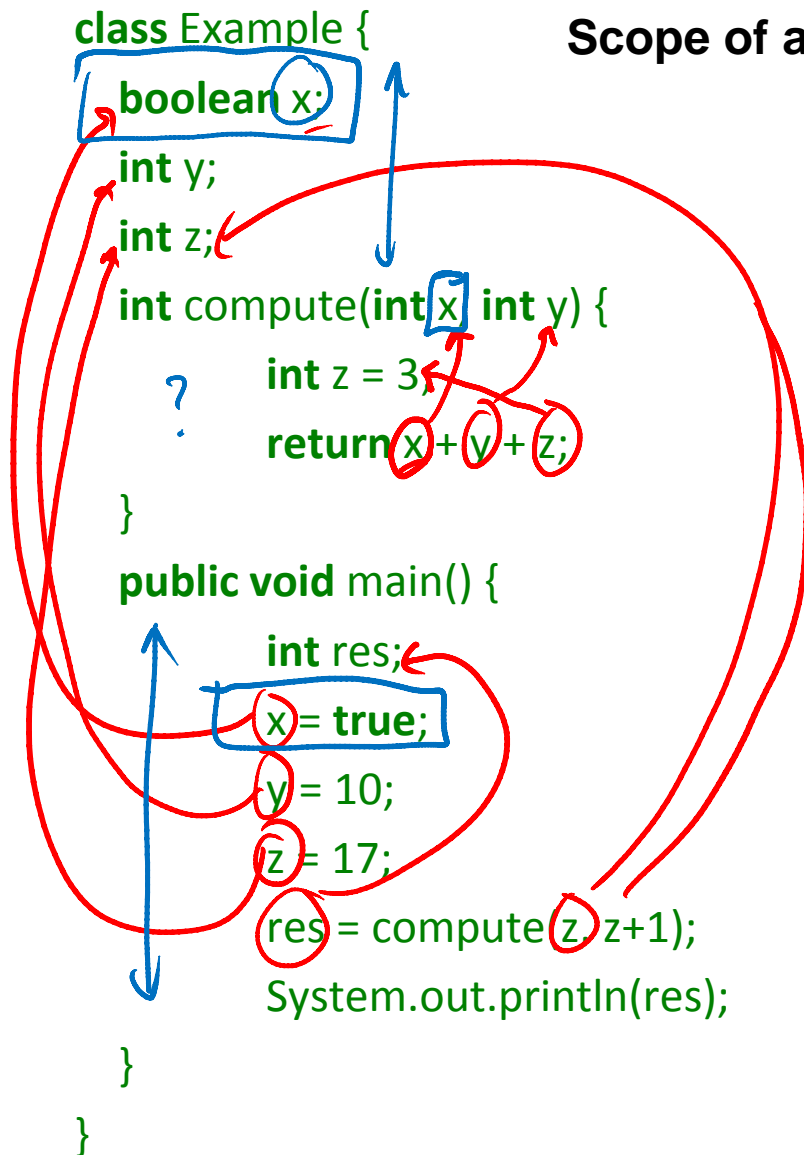 class Example {
Scope of a
boolean x;
int y;
int z;
int compute(int x, int y) {
?
int z = 3;
return x + y + z;
}
public void main() {
int res;
x = true;
y = 10;
z = 17;
res = compute(z, z+1);
System.out.println(res);
}
}